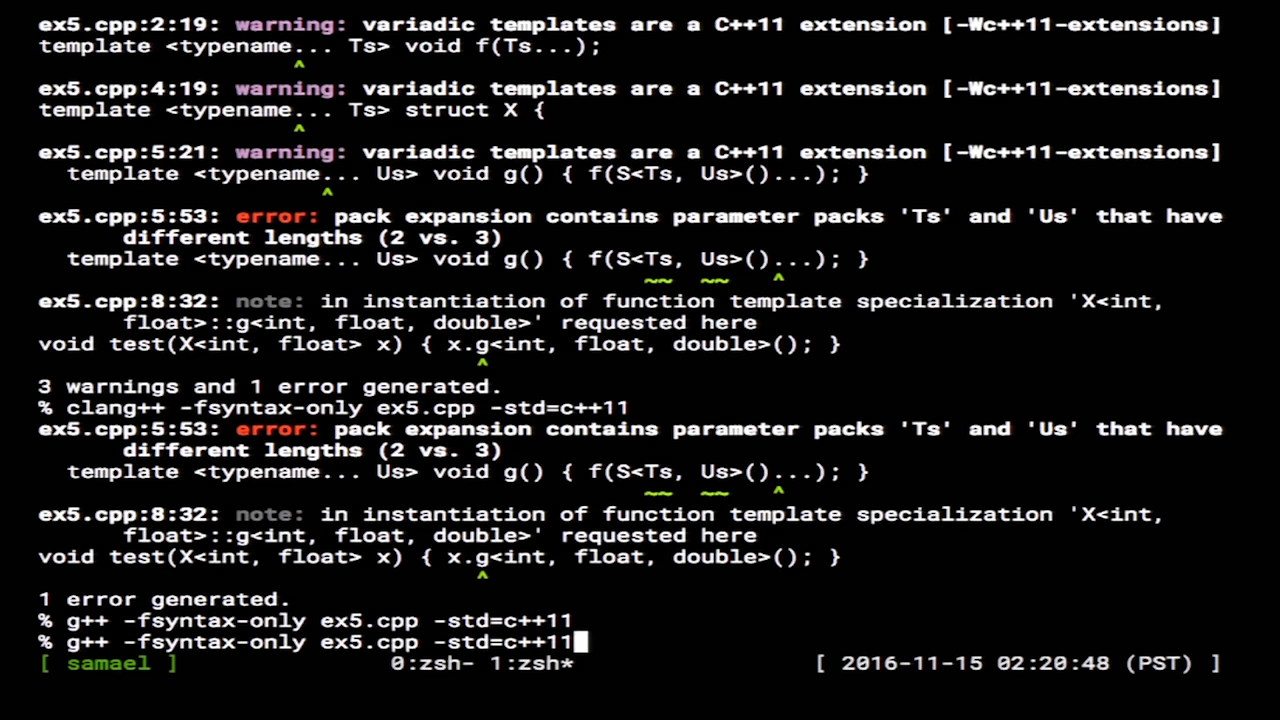 ex5.cpp:2:19: warning: variadic templates are a C++11 extension [-Wc++11-extensions]
template <typename... Ts> void f(Ts...);
^
ex5.cpp:4:19: warning: variadic templates are a C++11 extension [-Wc++11-extensions]
template <typename... Ts> struct X {
^
ex5.cpp:5:21: warning: variadic templates are a C++11 extension [-Wc++11-extensions]
template <typename... Us> void g() { f(S<Ts, Us>()...); }
^
ex5.cpp:5:53: error: pack expansion contains parameter packs 'Ts' and 'Us' that have
different lengths (2 vs. 3)
template <typename... Us> void g() { f(S<Ts, Us>()...); }
~~  ~~   ^
ex5.cpp:8:32: note: in instantiation of function template specialization 'X<int,
float>::g<int, float, double>' requested here
void test(X<int, float> x) { x.g<int, float, double>(); }
^
3 warnings and 1 error generated.
% clang++ -fsyntax-only ex5.cpp -std=c++11
ex5.cpp:5:53: error: pack expansion contains parameter packs 'Ts' and 'Us' that have
different lengths (2 vs. 3)
template <typename... Us> void g() { f(S<Ts, Us>()...); }
~~  ~~   ^
ex5.cpp:8:32: note: in instantiation of function template specialization 'X<int,
float>::g<int, float, double>' requested here
void test(X<int, float> x) { x.g<int, float, double>(); }
^
1 error generated.
% g++ -fsyntax-only ex5.cpp -std=c++11
% g++ -fsyntax-only ex5.cpp -std=c++11
[ samael ] 0:zsh- 1:zsh* [ 2016-11-15 02:20:48 (PST) ]